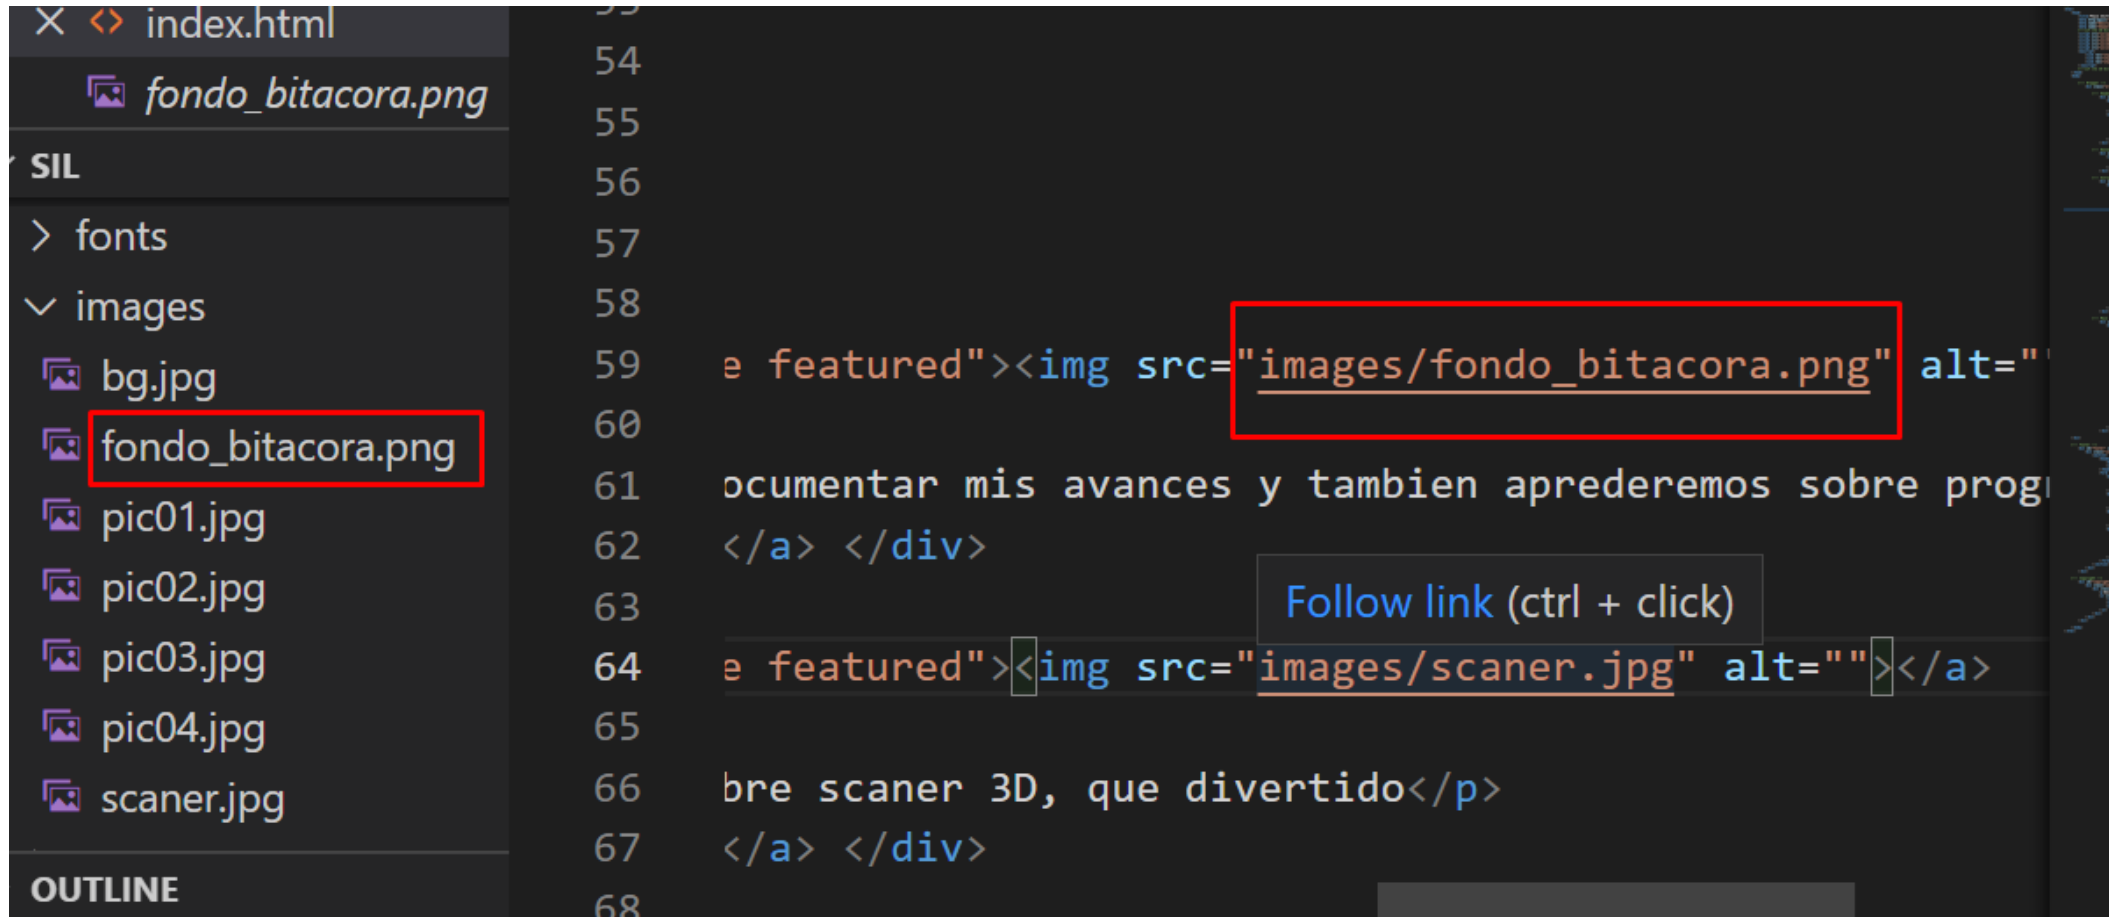 index.html
fondo_bitacora.png
SIL
fonts
images
bg.jpg
fondo_bitacora.png
pic01.jpg
pic02.jpg
pic03.jpg
pic04.jpg
scaner.jpg
OUTLINE
54
55
56
57
58
59 e featured"><img src="images/fondo_bitacora.png" alt="
60
61 ocumentar mis avances y tambien aprederemos sobre prog
62 </a> </div>
63
Follow link (ctrl + click)
64 e featured"><img src="images/scaner.jpg" alt=""></a>
65
66 bre scaner 3D, que divertido</p>
67 </a> </div>
68